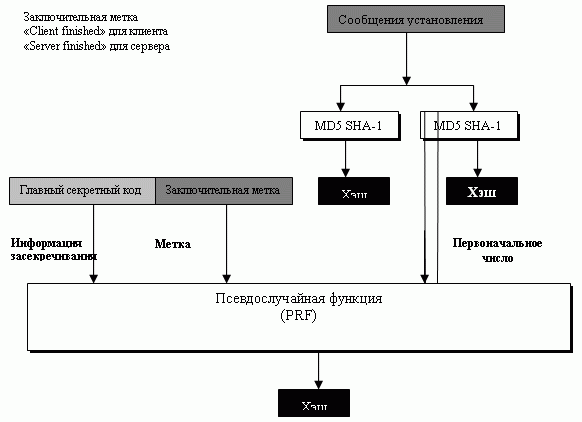 Заключительная метка
«Client finished» для клиента
«Server finished» для сервера
Сообщения установления
MD5 SHA-1
MD5 SHA-1
Хэш
Хэш
Главный секретный код
Заключительная метка
Информация
засекречивания
Метка
Первоначальное
число
Псевдослучайная функция
(PRF)
Хэш